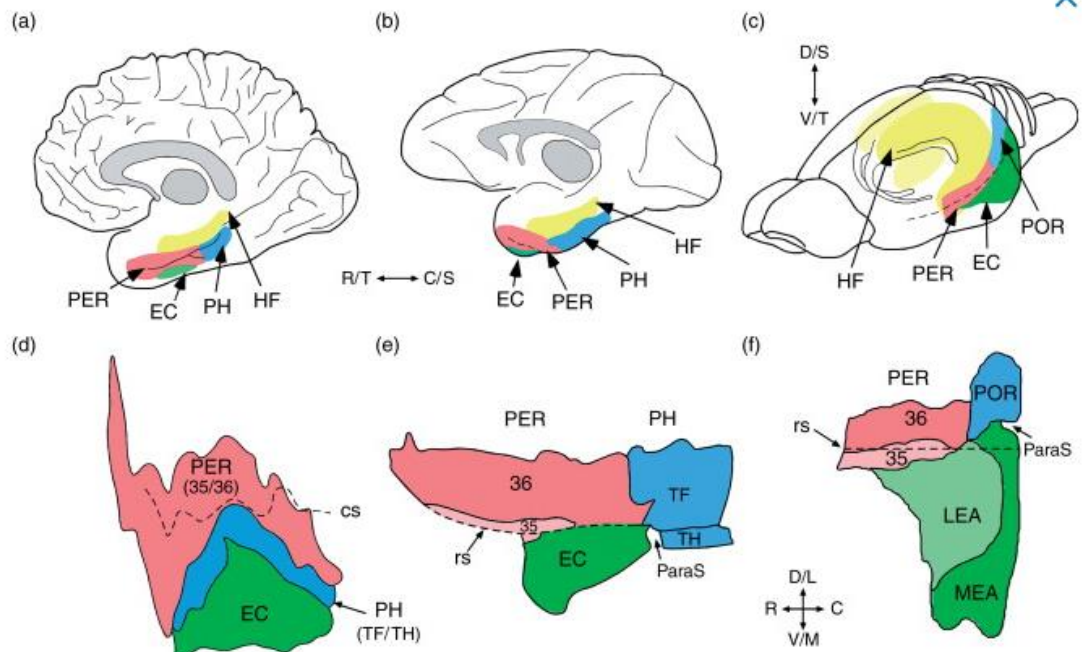 (a)
PER
EC
PH
HF
(b)
R/T
C/S
EC
PER
PH
HF
(c)
D/S
V/T
HF
PER
EC
POR
(d)
PER
(35/36)
cs
EC
PH
(TF/TH)
(e)
PER
PH
36
TF
35
rs
EC
TH
ParaS
(f)
PER
POR
36
rs
35
ParaS
LEA
MEA
D/L
R
C
V/M